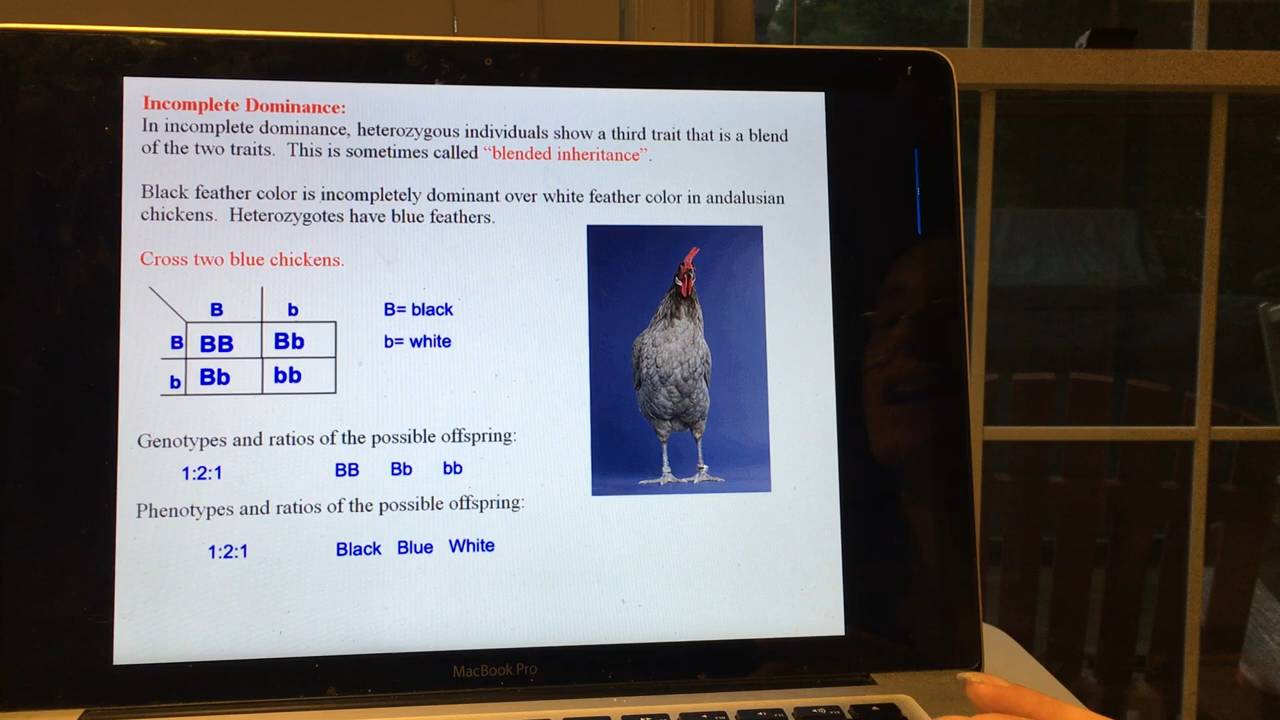 Incomplete Dominance:
In incomplete dominance, heterozygous individuals show a third trait that is a blend
of the two traits. This is sometimes called “blended inheritance”.
Black feather color is incompletely dominant over white feather color in andalusian
chickens. Heterozygotes have blue feathers.
Cross two blue chickens.
B b B= black
B BB Bb b= white
b Bb bb
Genotypes and ratios of the possible offspring:
1:2:1 BB Bb bb
Phenotypes and ratios of the possible offspring:
1:2:1 Black Blue White
MacBook Pro